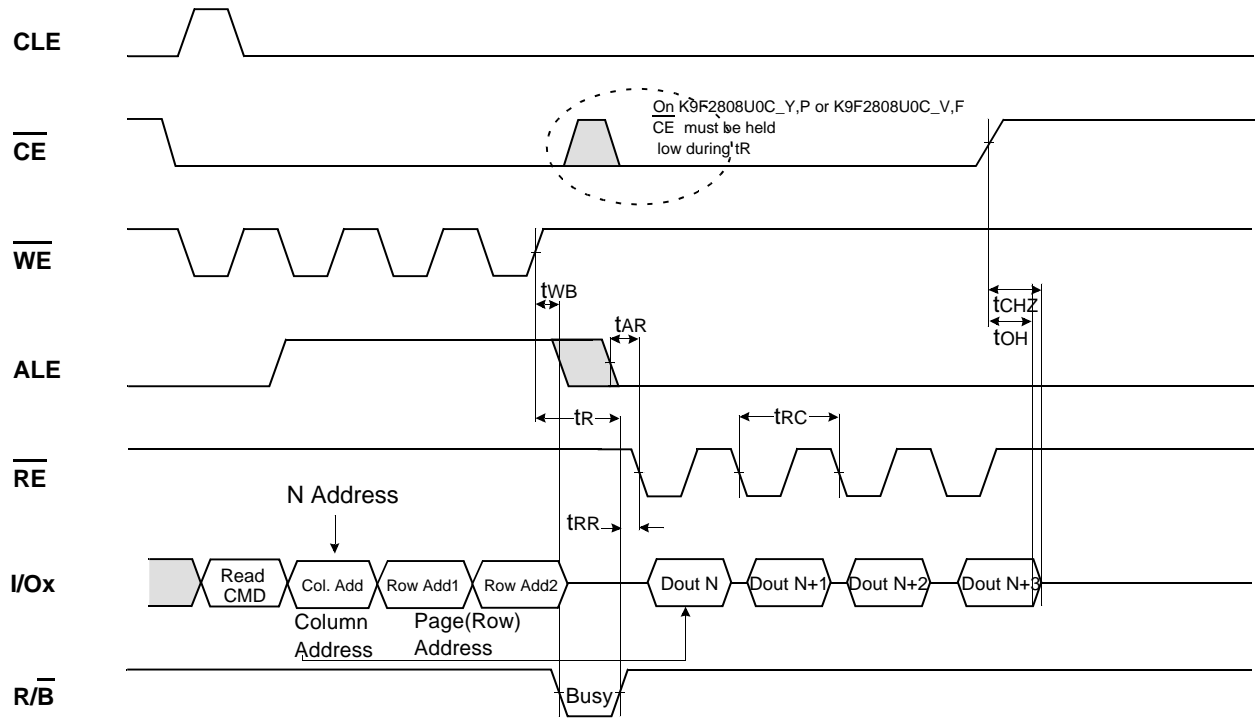 CLE
On K9F2808U0C_Y,P or K9F2808U0C_V,F
CE must be held
low during tR
CE
WE
tWB
tCHZ
tAR
tOH
ALE
tR
tRC
RE
N Address
tRR
I/Ox
Read
CMD
Col. Add
Row Add1
Row Add2
Dout N
Dout N+1
Dout N+2
Dout N+3
Column
Address
Page(Row)
Address
R/B
Busy